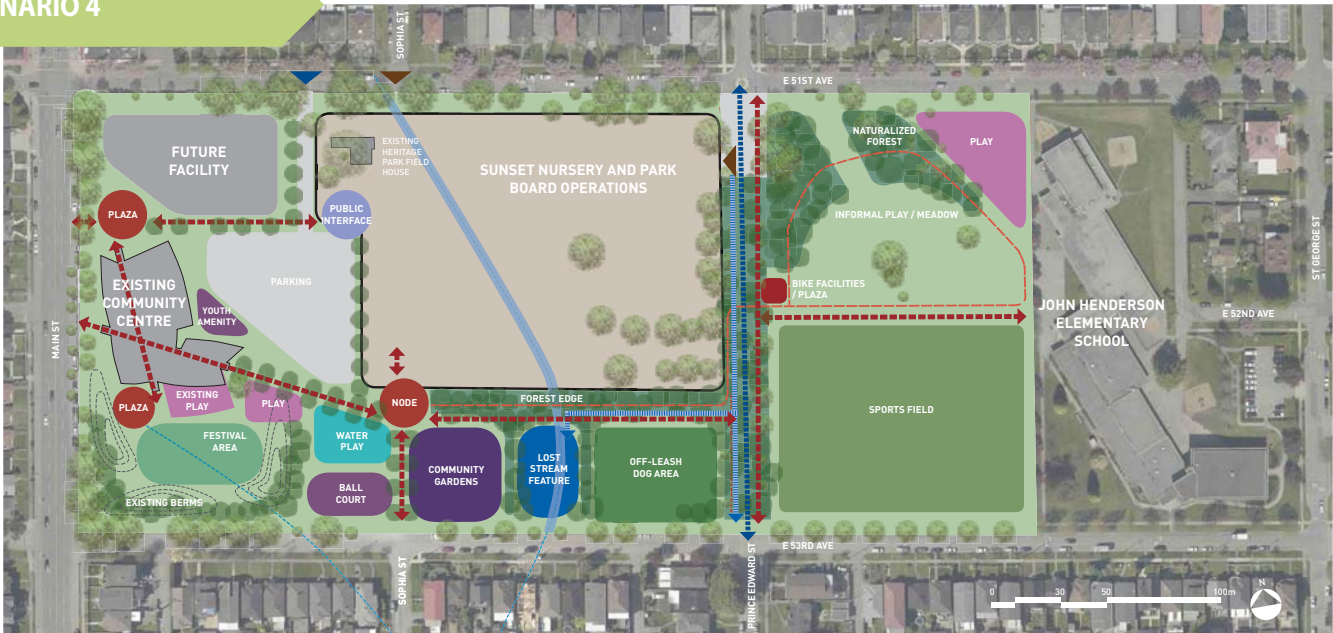 NARIO 4
SOPHIA ST
E 51ST AVE
FUTURE
FACILITY
EXISTING
HERITAGE
PARK FIELD
HOUSE
SUNSET NURSERY AND PARK
BOARD OPERATIONS
NATURALIZED
FOREST
PLAY
PLAZA
PUBLIC
INTERFACE
INFORMAL PLAY / MEADOW
ST GEORGE ST
EXISTING
COMMUNITY
CENTRE
PARKING
BIKE FACILITIES
/ PLAZA
YOUTH
AMENITY
JOHN HENDERSON
ELEMENTARY
SCHOOL
E 52ND AVE
MAIN ST
EXISTING
PLAY
PLAY
PLAZA
NODE
FOREST EDGE
SPORTS FIELD
FESTIVAL
AREA
WATER
PLAY
COMMUNITY
GARDENS
LOST
STREAM
FEATURE
OFF-LEASH
DOG AREA
BALL
COURT
EXISTING BERMS
E 53RD AVE
SOPHIA ST
PRINCE EDWARD ST
0 30 50 100m
N